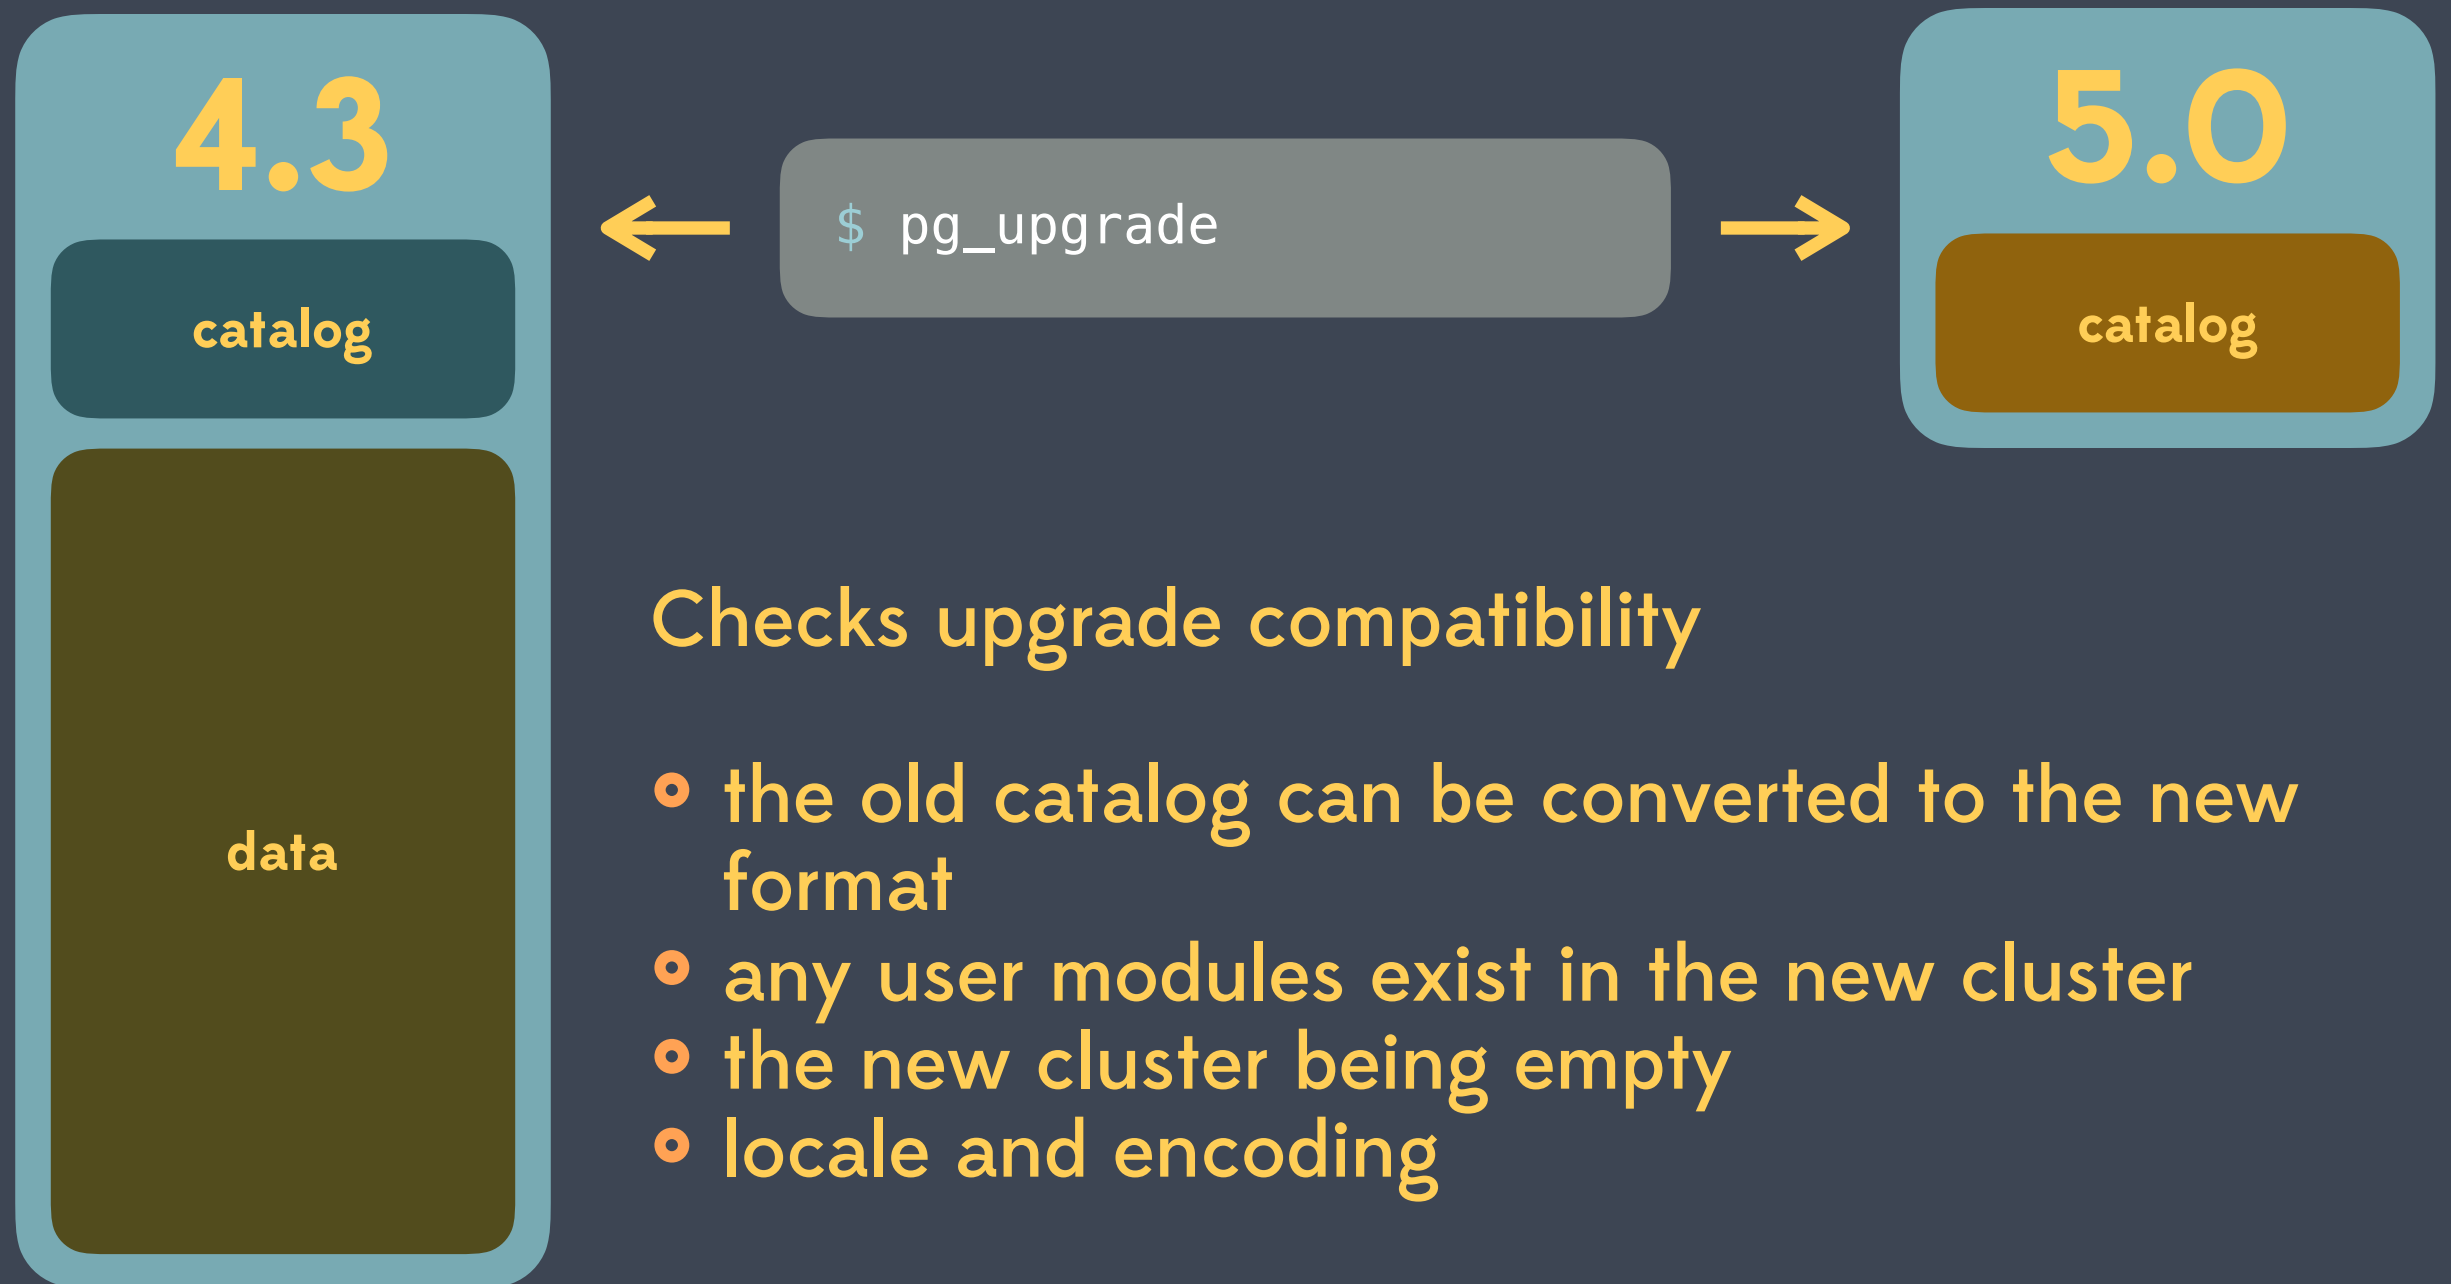 4.3
catalog
data
$ pg_upgrade
5.0
catalog
Checks upgrade compatibility
the old catalog can be converted to the new
format
any user modules exist in the new cluster
the new cluster being empty
locale and encoding